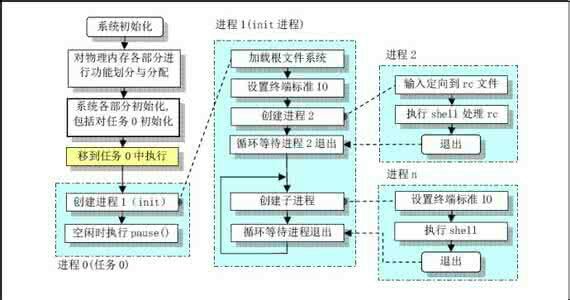 系统初始化
对物理内存各部分进
行功能划分与分配
系统各部分初始化,
包括对任务 0 初始化
移到任务 0 中执行
创建进程 1（init）
空闲时执行 pause()
进程 0(任务 0)
进程 1(init 进程)
加载根文件系统
设置终端标准 IO
创建进程 2
循环等待进程 2 退出
创建子进程
循环等待进程退出
进程 2
输入定向到 rc 文件
执行 shell 处理 rc
退出
进程 n
设置终端标准 IO
执行 shell
退出